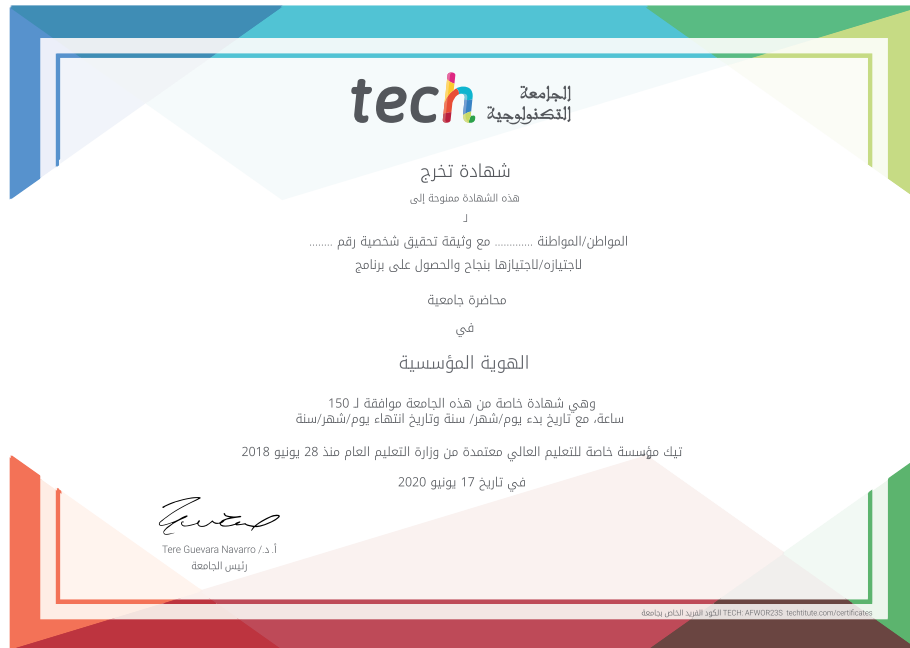 tech الجامعة
التكنولوجية
شهادة تخرج
هذه الشهادة ممنوحة إلى
لـ
المواطن/المواطنة ............. مع وثيقة تحقيق شخصية رقم ........
لاجتيازه/لاجتيازها بنجاح والحصول على برنامج
محاضرة جامعية
في
الهوية المؤسسية
وهي شهادة خاصة من هذه الجامعة موافقة لـ 150
ساعة، مع تاريخ بدء يوم/شهر/ سنة وتاريخ انتهاء يوم/شهر/سنة
تيك مؤسسة خاصة للتعليم العالي معتمدة من وزارة التعليم العام منذ 28 يونيو 2018
في تاريخ 17 يونيو 2020
أ. د./ Tere Guevara Navarro
رئيس الجامعة
الكود الفريد الخاص بجامعة TECH: AFWOR23S techtitute.com/certificates